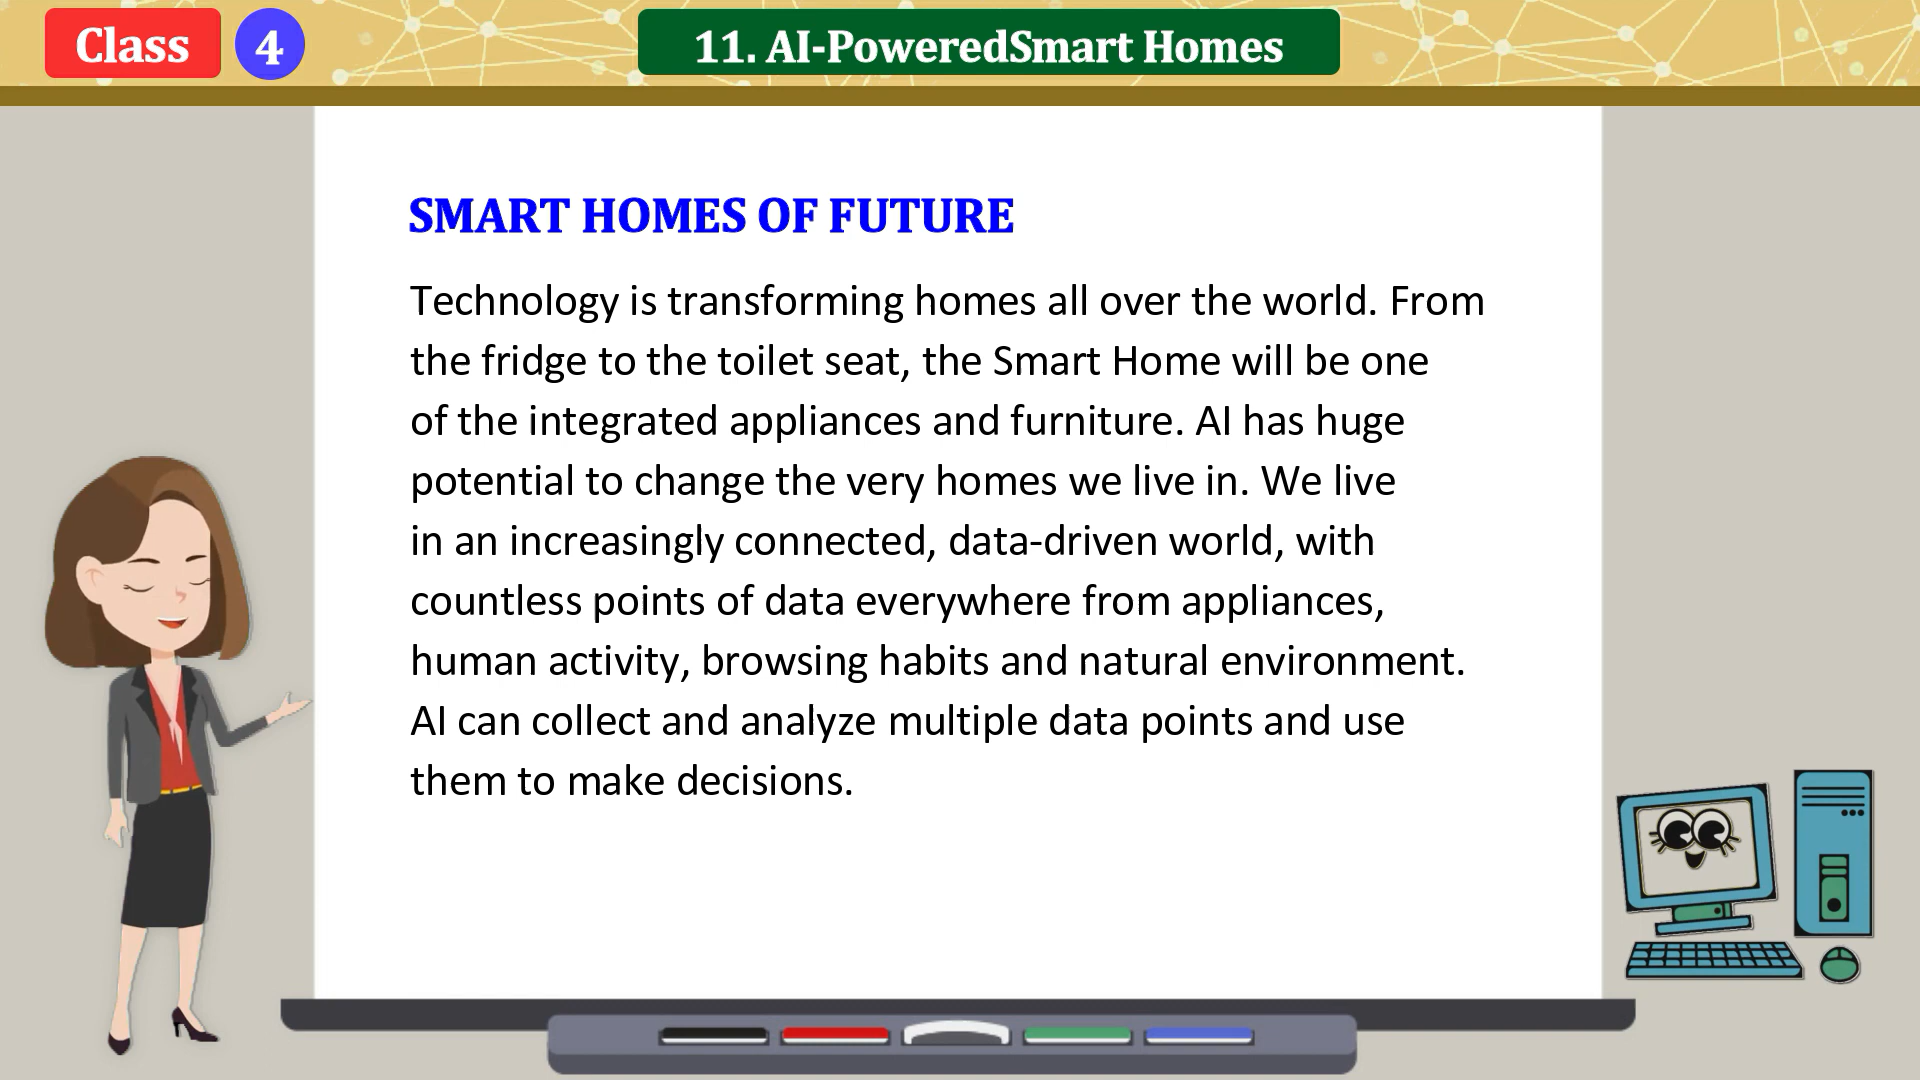 Class 4
11. AI-PoweredSmart Homes
SMART HOMES OF FUTURE
Technology is transforming homes all over the world. From
the fridge to the toilet seat, the Smart Home will be one
of the integrated appliances and furniture. AI has huge
potential to change the very homes we live in. We live
in an increasingly connected, data-driven world, with
countless points of data everywhere from appliances,
human activity, browsing habits and natural environment.
AI can collect and analyze multiple data points and use
them to make decisions.